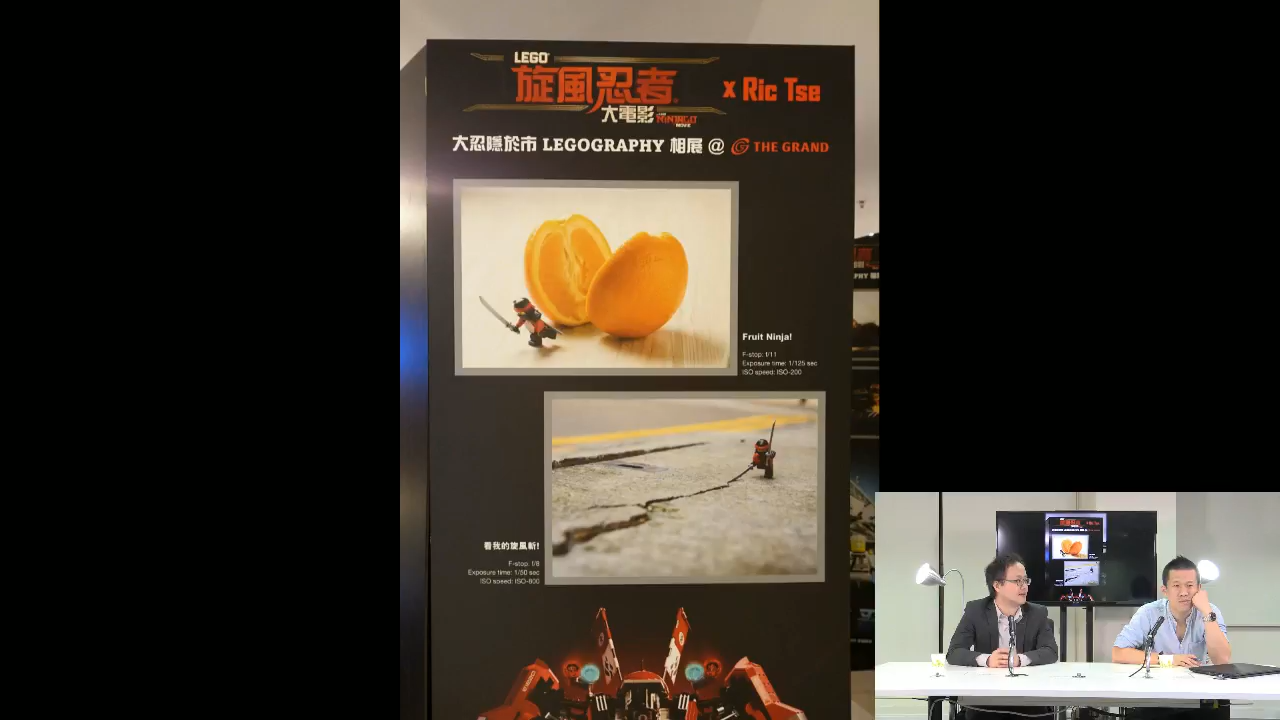 LEGO
旋風忍者
x Ric Tse
大電影 NINJAGO
MOVIE
大忍隱於市 LEGOGRAPHY 相展 @ THE GRAND
Fruit Ninja!
F-stop: f/11
Exposure time: 1/125 sec
ISO speed: ISO-200
看我的旋風斬!
F-stop: f/8
Exposure time: 1/50 sec
ISO speed: ISO-800